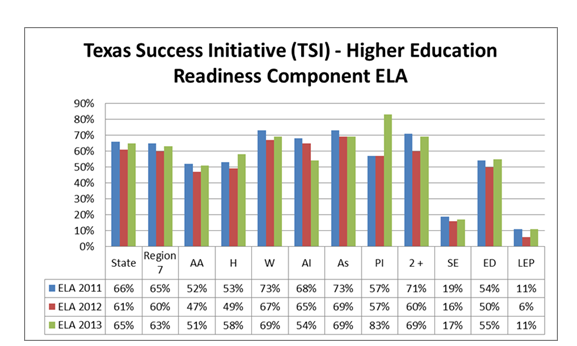 Texas Success Initiative (TSI) - Higher Education
Readiness Component ELA
90%
80%
70%
60%
50%
40%
30%
20%
10%
0%
State Region 7 AA H W AI As PI 2 + SE ED LEP
ELA 2011 66% 65% 52% 53% 73% 68% 73% 57% 71% 19% 54% 11%
ELA 2012 61% 60% 47% 49% 67% 65% 69% 57% 60% 16% 50% 6%
ELA 2013 65% 63% 51% 58% 69% 54% 69% 83% 69% 17% 55% 11%